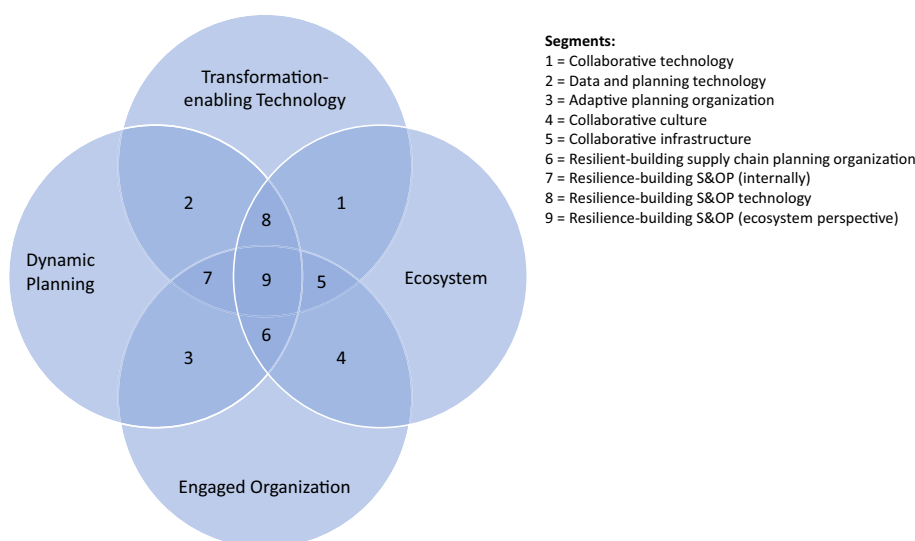 Transformation-
enabling Technology
2
8
1
Dynamic
Planning
7
9
5
Ecosystem
3
6
4
Engaged Organization
Segments:
1 = Collaborative technology
2 = Data and planning technology
3 = Adaptive planning organization
4 = Collaborative culture
5 = Collaborative infrastructure
6 = Resilient-building supply chain planning organization
7 = Resilience-building S&OP (internally)
8 = Resilience-building S&OP technology
9 = Resilience-building S&OP (ecosystem perspective)